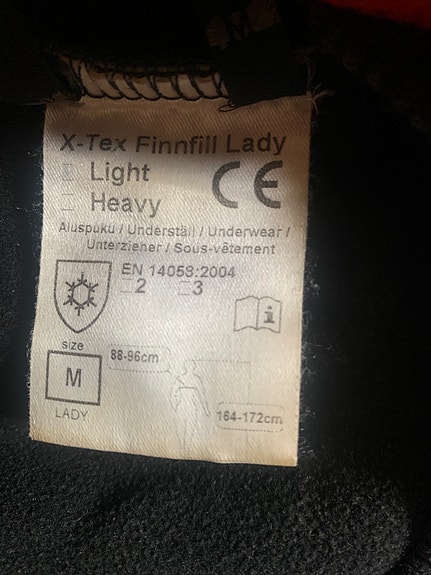 X-Tex Finnfill Lady
Light
Heavy
CE
Aluspuku / Underställ / Underwear /
Unterzieher / Sous-vêtement
EN 14058:2004
2 3
i
size
M
LADY
88-96cm
164-172cm